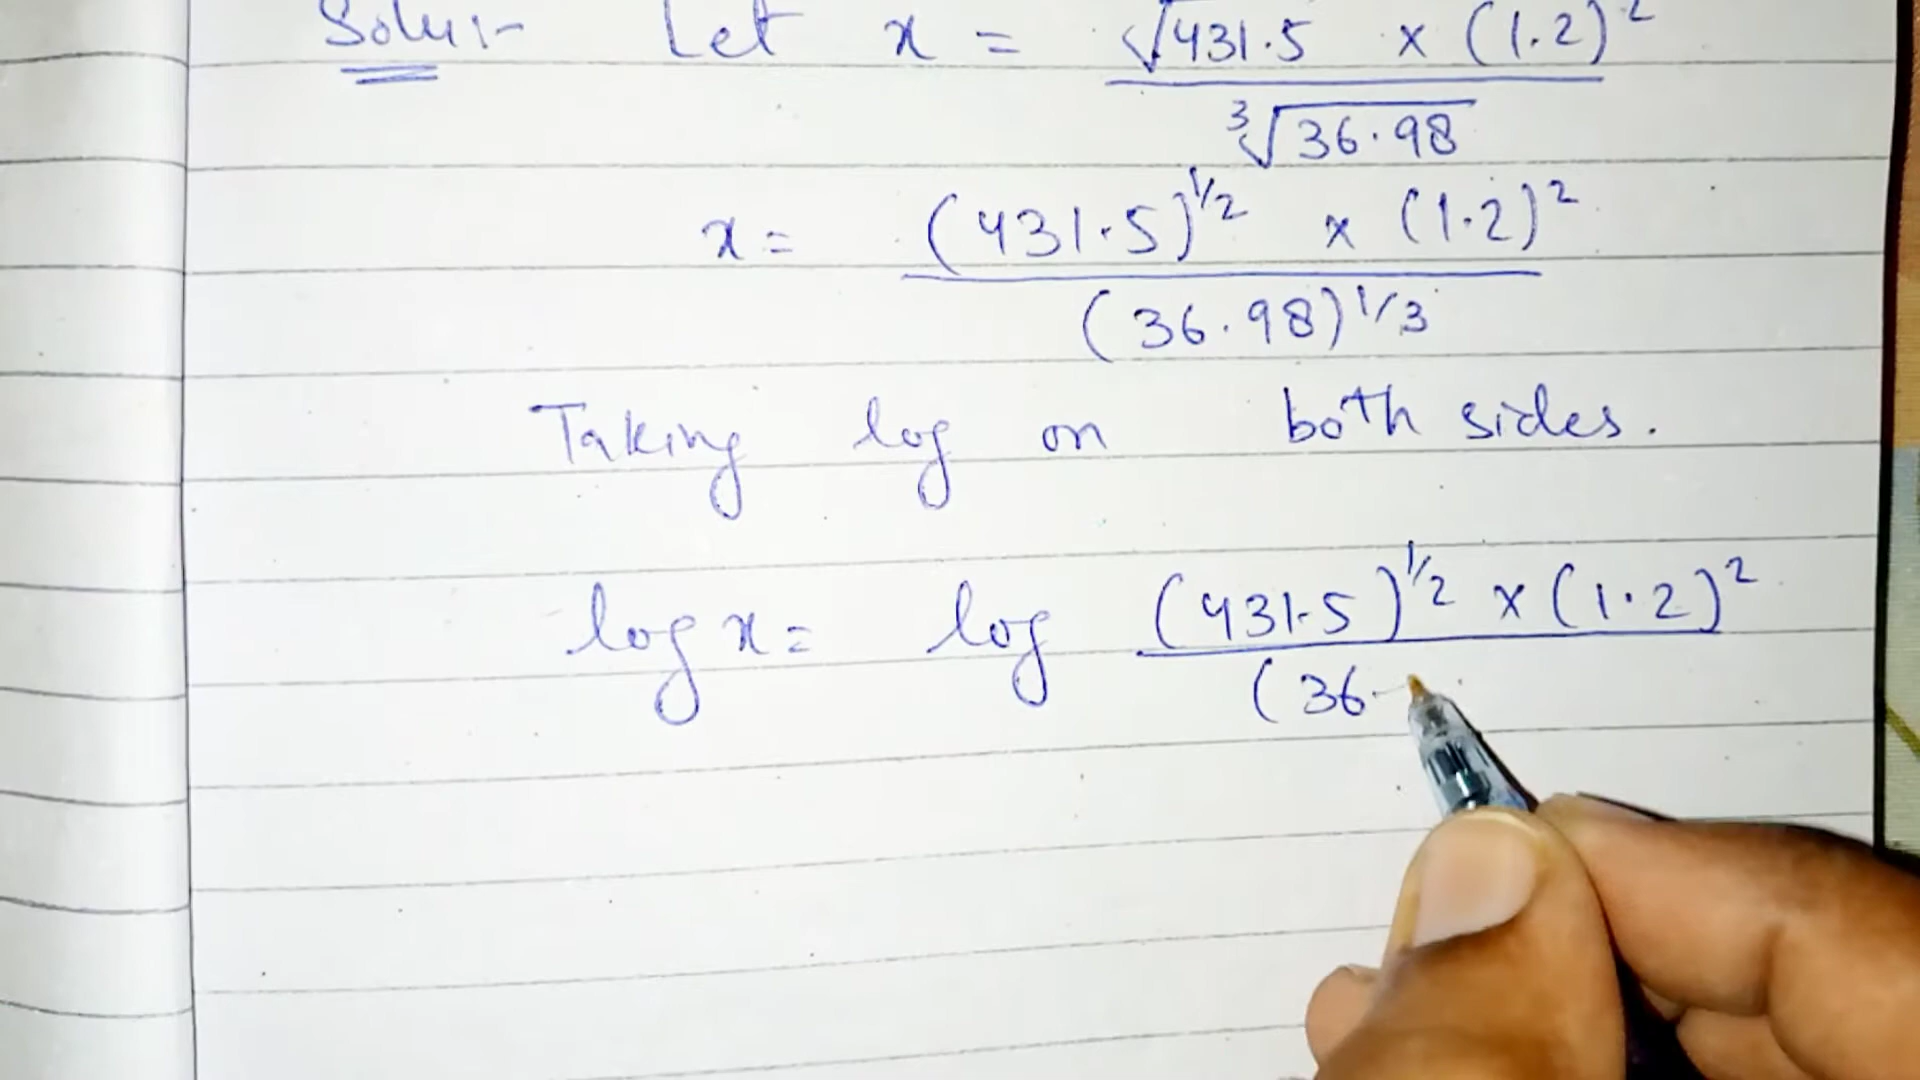 Solu:- Let x = √431.5 × (1.2)²
³√36.98
x = (431.5)^1/2 × (1.2)²
(36.98)^1/3
Taking log on both sides.
log x = log (431.5)^1/2 × (1.2)²
(36.